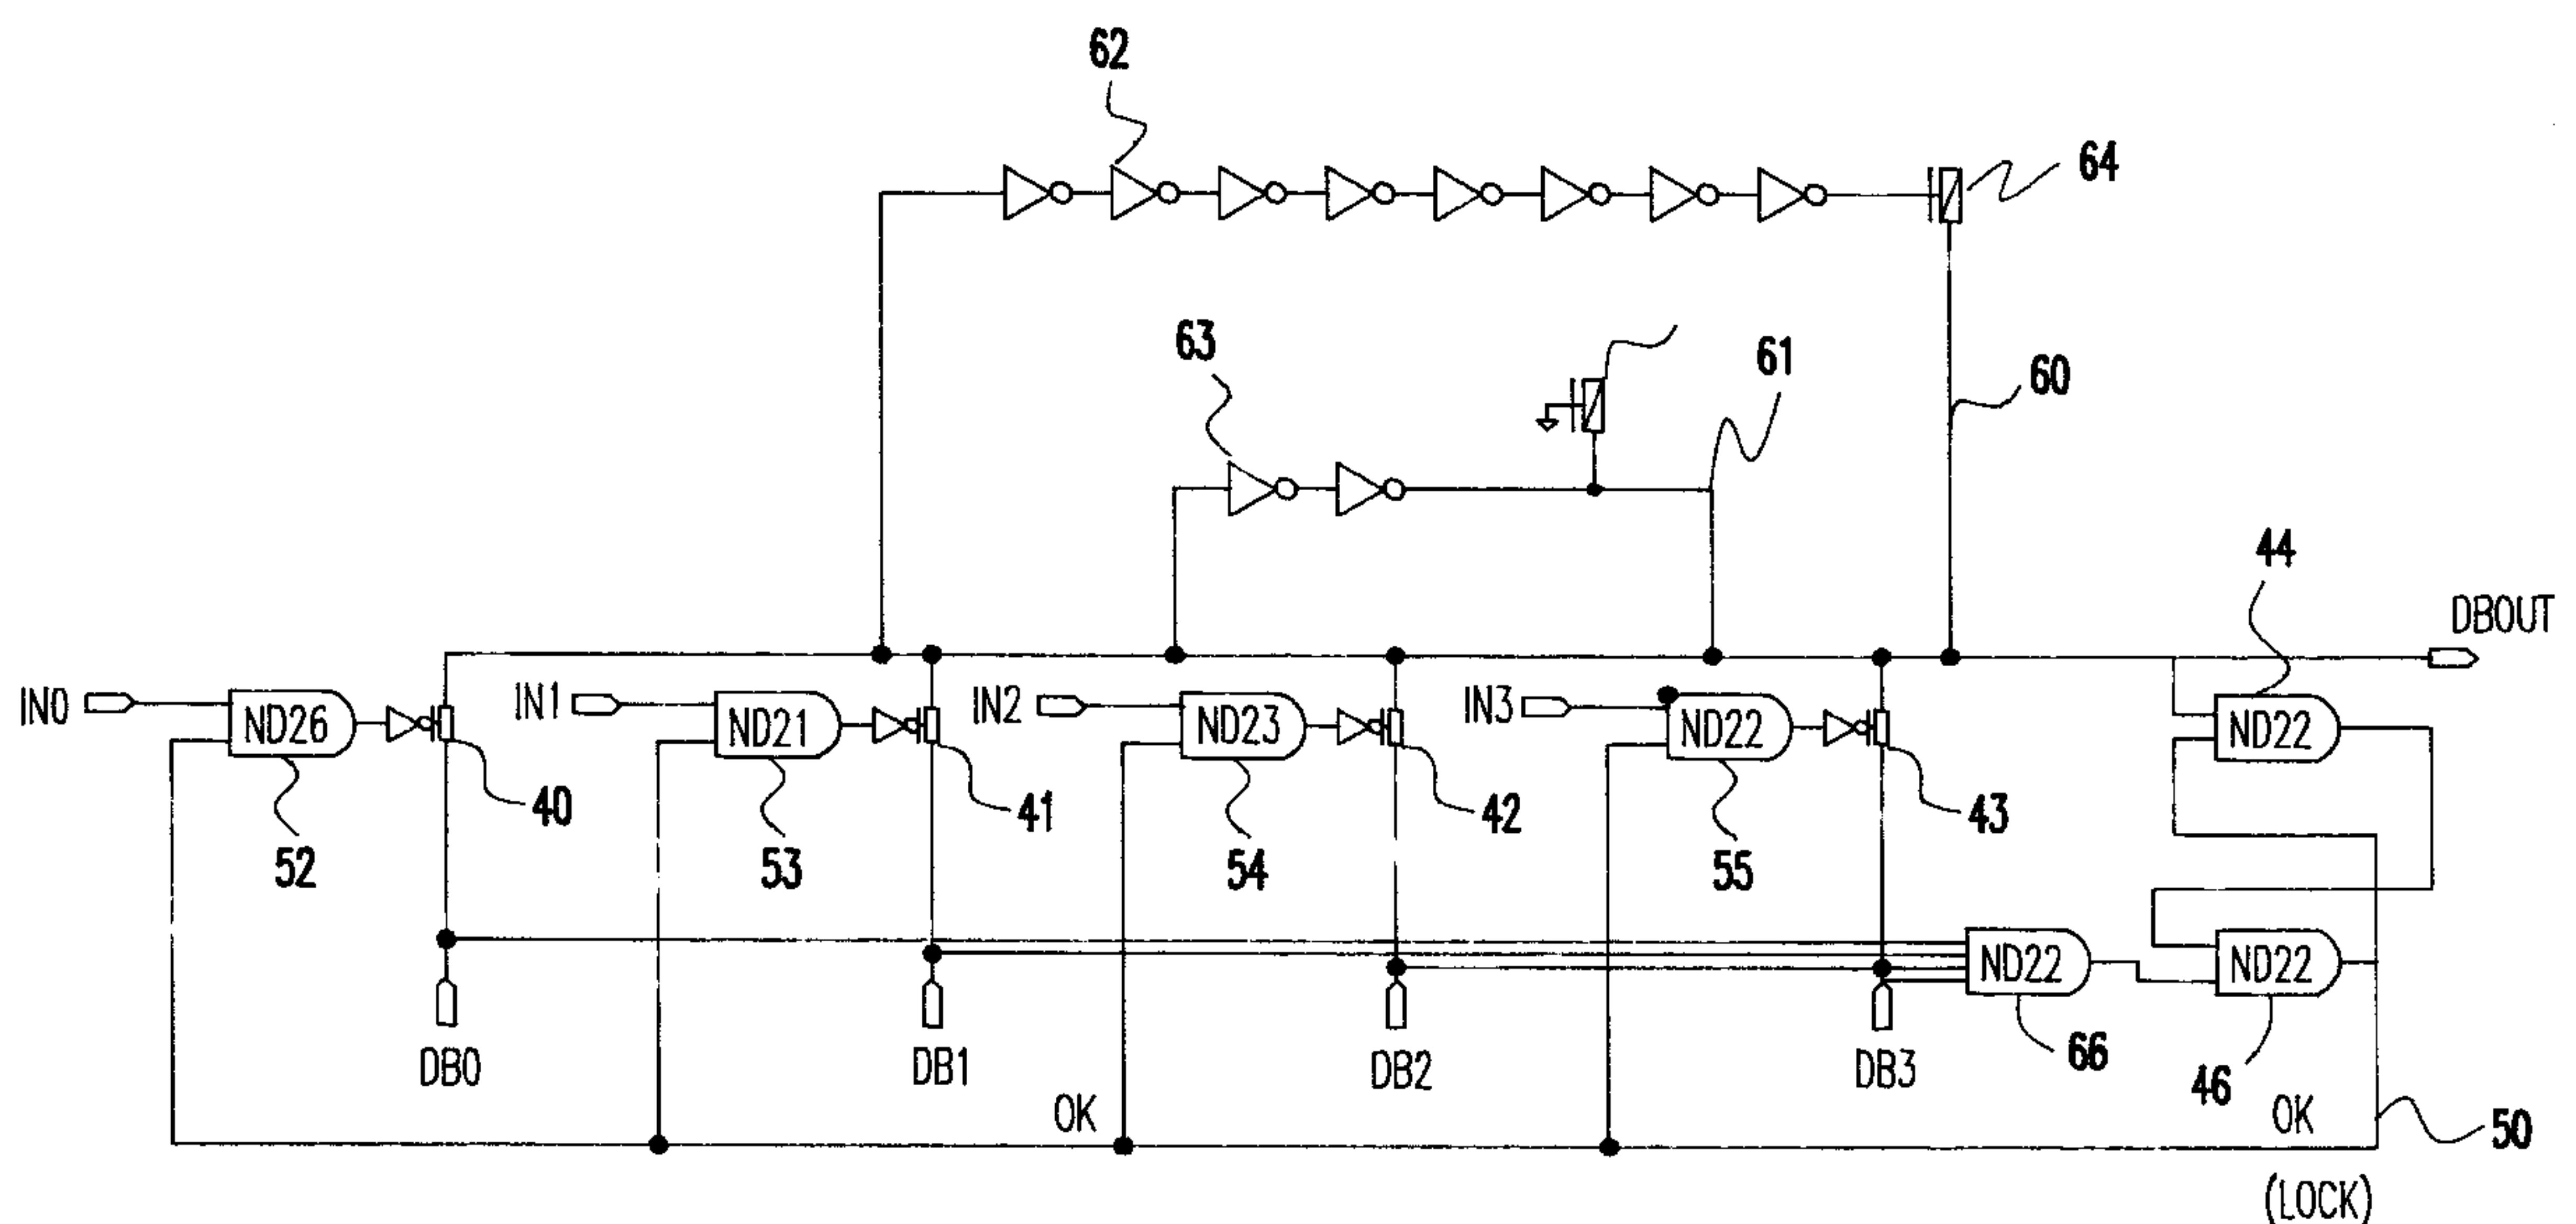 62
64
63
61
60
44
DBOUT
IN0
ND26
IN1
ND21
IN2
ND23
IN3
ND22
ND22
40
41
42
43
52
53
54
55
ND22
ND22
DB0
DB1
DB2
DB3
66
46
OK
OK
50
(LOCK)